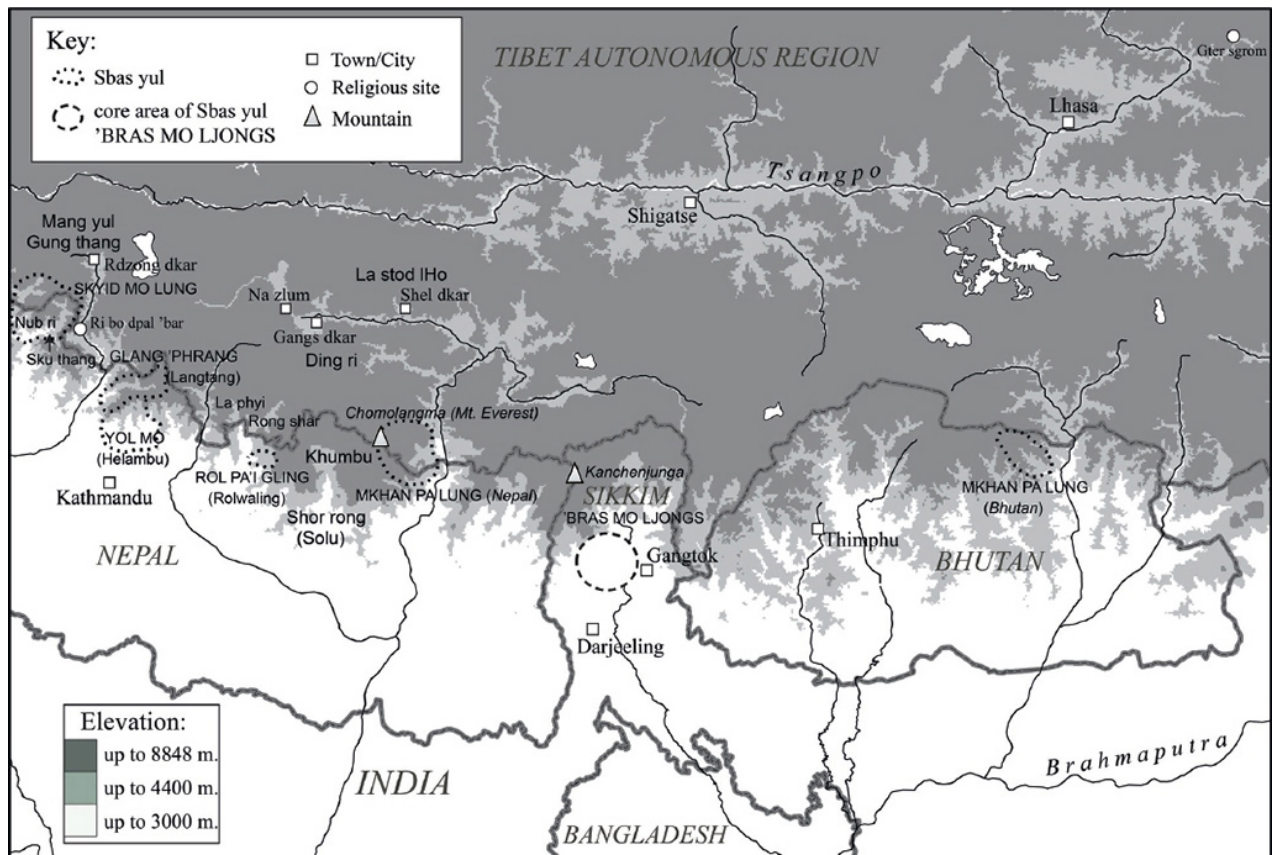 Key:
Sbas yul
core area of Sbas yul
'BRAS MO LJONGS
Town/City
Religious site
Mountain
TIBET AUTONOMOUS REGION
Gter sgrom
Lhasa
Tsangpo
Shigatse
Mang yul
Gung thang
Rdzong dkar
SKYID MO LUNG
La stod lHo
Na zlum
Shel dkar
Nub ri
Ri bo dpal 'bar
Gangs dkar
Sku thang
GLANG 'PHRANG
(Langtang)
Ding ri
La phyi
Rong shar
Chomolangma (Mt. Everest)
YOL MO
(Helambu)
Khumbu
Kanchenjunga
ROL PA'I GLING
(Rolwaling)
MKHAN PA LUNG (Nepal)
SIKKIM
'BRAS MO LJONGS
MKHAN PA LUNG
(Bhutan)
Kathmandu
Shor rong
(Solu)
Thimphu
NEPAL
Gangtok
BHUTAN
Darjeeling
Elevation:
up to 8848 m.
up to 4400 m.
up to 3000 m.
INDIA
Brahmaputra
BANGLADESH